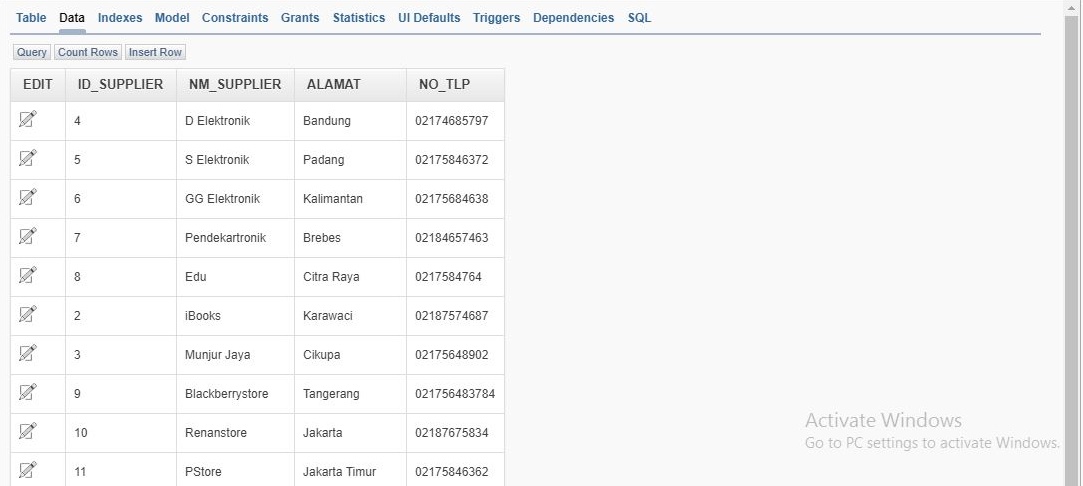 Table Data Indexes Model Constraints Grants Statistics UI Defaults Triggers Dependencies SQL
Query Count Rows Insert Row
EDIT ID_SUPPLIER NM_SUPPLIER ALAMAT NO_TLP
4 D Elektronik Bandung 02174685797
5 S Elektronik Padang 02175846372
6 GG Elektronik Kalimantan 02175684638
7 Pendekartronik Brebes 02184657463
8 Edu Citra Raya 0217584764
2 iBooks Karawaci 02187574687
3 Munjur Jaya Cikupa 02175648902
9 Blackberrystore Tangerang 021756483784
10 Renanstore Jakarta 02187675834
11 PStore Jakarta Timur 02175846362
Activate Windows
Go to PC settings to activate Windows.